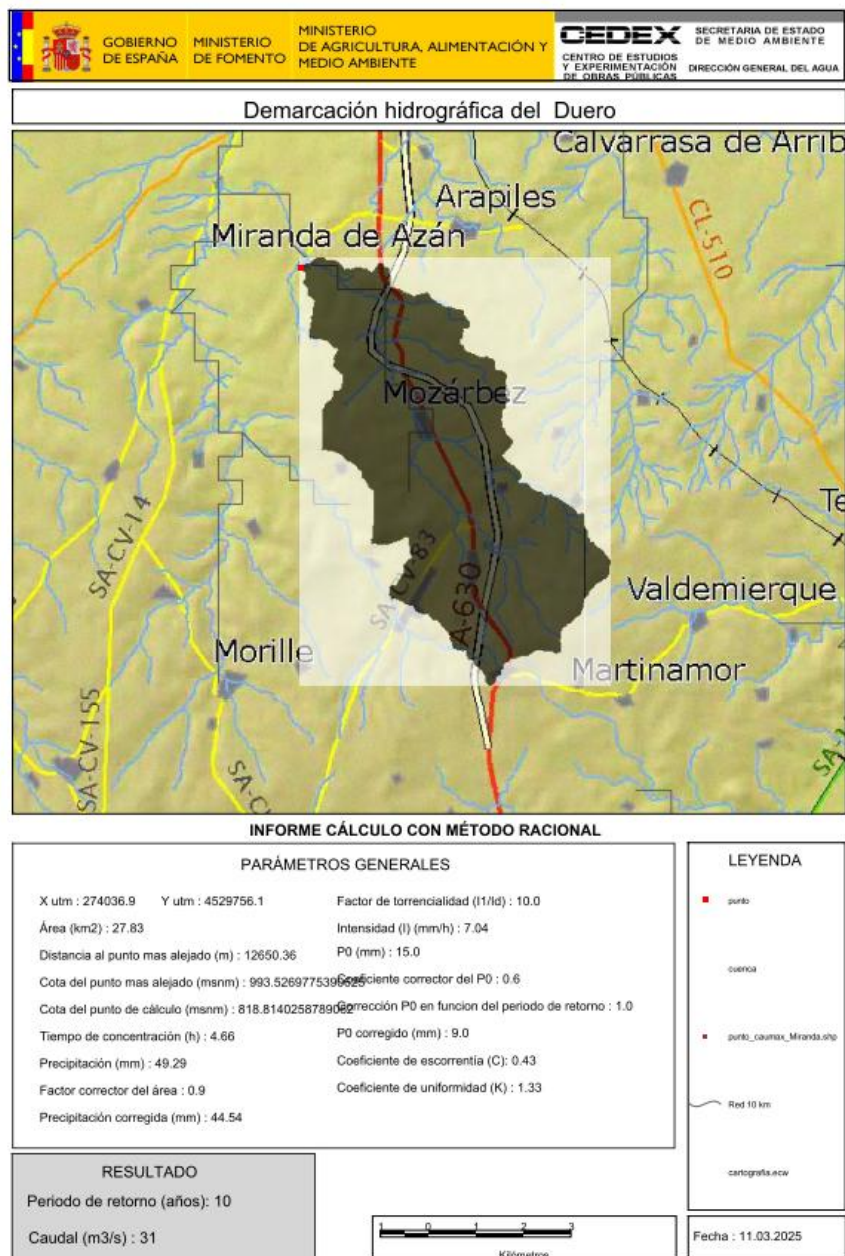 GOBIERNO
DE ESPAÑA
MINISTERIO
DE FOMENTO
MINISTERIO
DE AGRICULTURA, ALIMENTACIÓN Y
MEDIO AMBIENTE
CEDEX
CENTRO DE ESTUDIOS
Y EXPERIMENTACIÓN
DE OBRAS PÚBLICAS
SECRETARIA DE ESTADO
DE MEDIO AMBIENTE
DIRECCIÓN GENERAL DEL AGUA
Demarcación hidrográfica del Duero
Calvarrasa de Arrib
Arapiles
Miranda de Azán
CL-510
Mozárbez
Te
SA-CV-14
SA-CV-83
A-630
Valdemierque
Morille
Martinamor
SA-CV-155
SA-C
SA-
INFORME CÁLCULO CON MÉTODO RACIONAL
PARÁMETROS GENERALES
X utm : 274036.9 Y utm : 4529756.1
Área (km2) : 27.83
Distancia al punto mas alejado (m) : 12650.36
Cota del punto mas alejado (msnm) : 993.5269775390625
Cota del punto de cálculo (msnm) : 818.8140258789062
Tiempo de concentración (h) : 4.66
Precipitación (mm) : 49.29
Factor corrector del área : 0.9
Precipitación corregida (mm) : 44.54
Factor de torrencialidad (I1/Id) : 10.0
Intensidad (I) (mm/h) : 7.04
P0 (mm) : 15.0
Coeficiente corrector del P0 : 0.6
Corrección P0 en funcion del periodo de retorno : 1.0
P0 corregido (mm) : 9.0
Coeficiente de escorrentía (C): 0.43
Coeficiente de uniformidad (K) : 1.33
LEYENDA
punto
cuenca
punto_caumax_Miranda.shp
Red 10 km
cartografia.ecw
RESULTADO
Periodo de retorno (años): 10
Caudal (m3/s) : 31
1 0 1 2 3
Kilómetros
Fecha : 11.03.2025